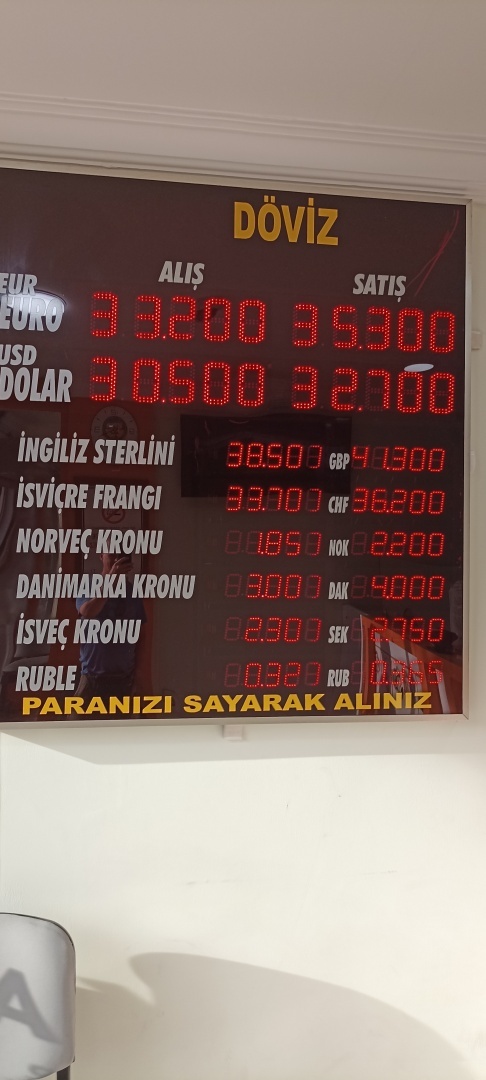 DÖVİZ
ALIŞ SATIŞ
EUR
EURO 33.200 35.300
USD
DOLAR 30.500 32.700
İNGİLİZ STERLİNİ 38.500 GBP 41.300
İSVİÇRE FRANGI 33.700 CHF 36.200
NORVEÇ KRONU 1.850 NOK 2.200
DANİMARKA KRONU 3.000 DAK 4.000
İSVEÇ KRONU 2.300 SEK 2.750
RUBLE RUB 0.355
PARANIZI SAYARAK ALINIZ
A